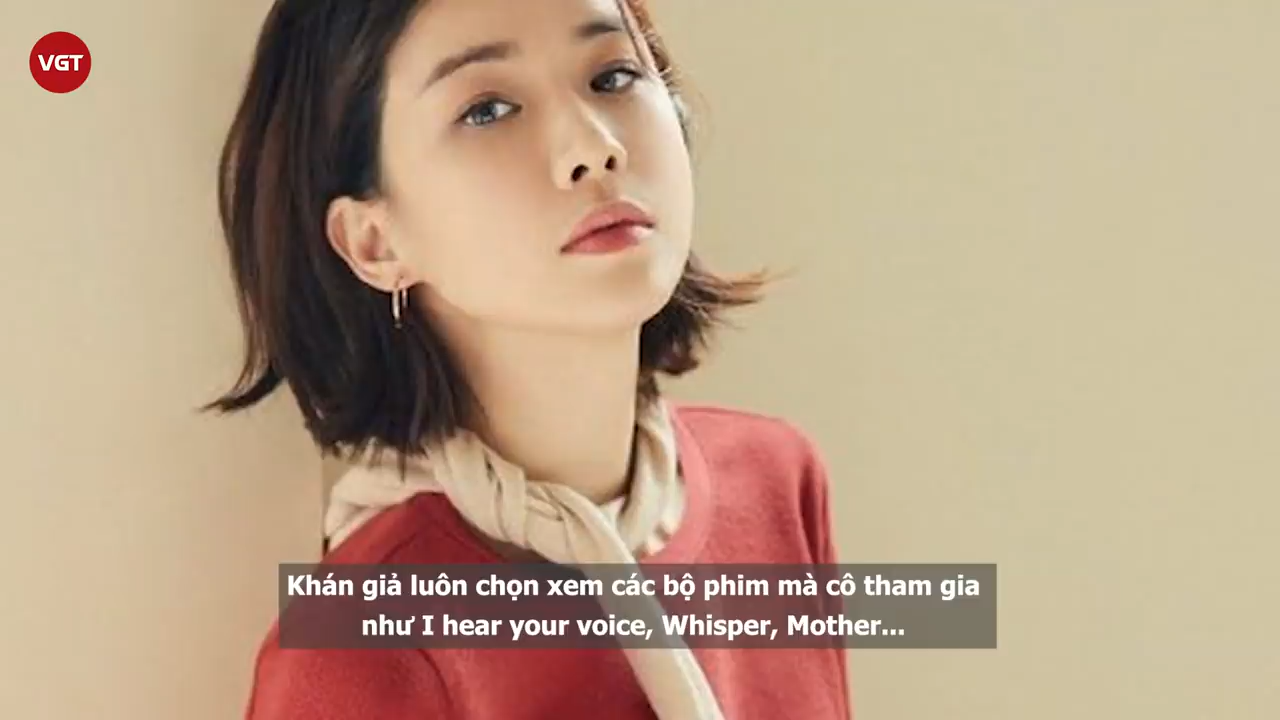 VGT
Khán giả luôn chọn xem các bộ phim mà cô tham gia
như I hear your voice, Whisper, Mother...